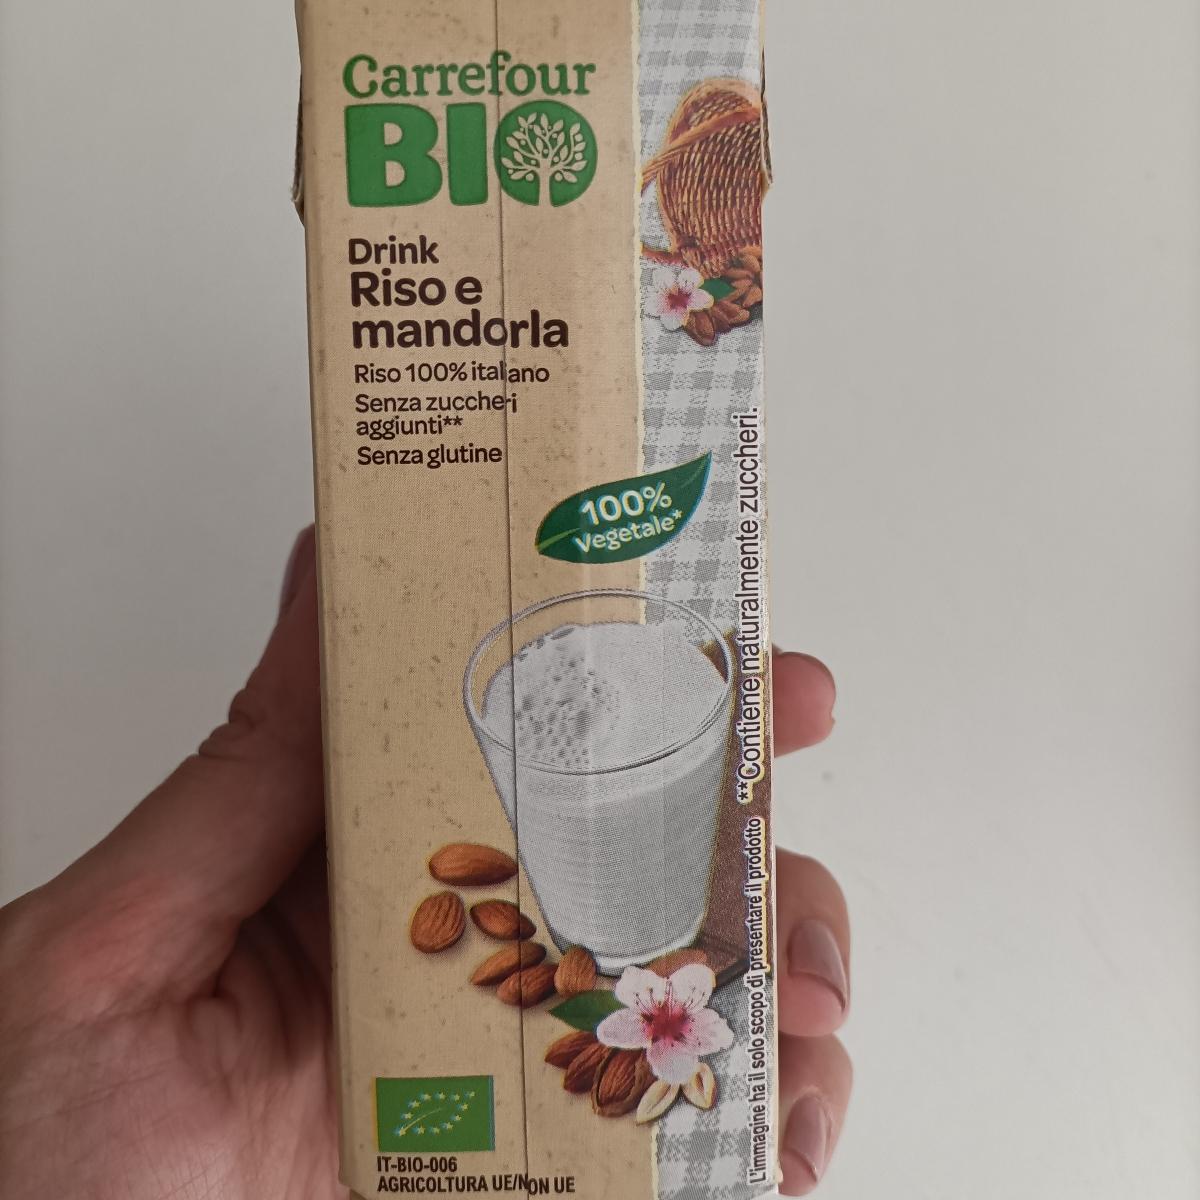 Carrefour
BIO
Drink
Riso e
mandorla
Riso 100% italiano
Senza zuccheri
aggiunti**
Senza glutine
100%
vegetale*
**Contiene naturalmente zuccheri.
L'immagine ha il solo scopo di presentare il prodotto
IT-BIO-006
AGRICOLTURA UE/NON UE